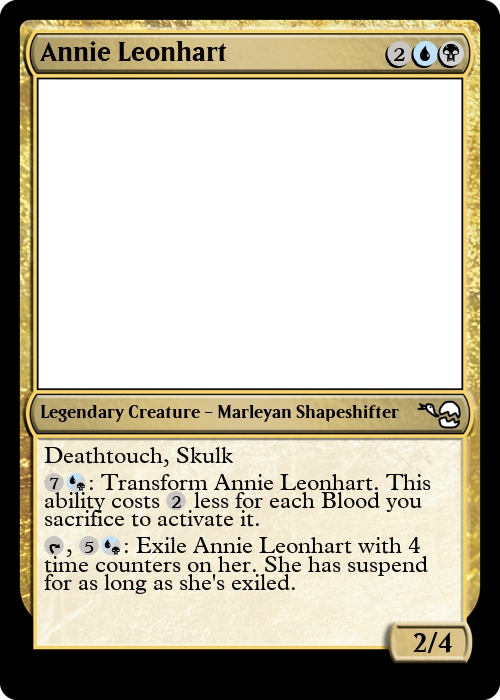 Annie Leonhart 2
Legendary Creature – Marleyan Shapeshifter
Deathtouch, Skulk
7: Transform Annie Leonhart. This
ability costs 2 less for each Blood you
sacrifice to activate it.
, 5: Exile Annie Leonhart with 4
time counters on her. She has suspend
for as long as she's exiled.
2/4